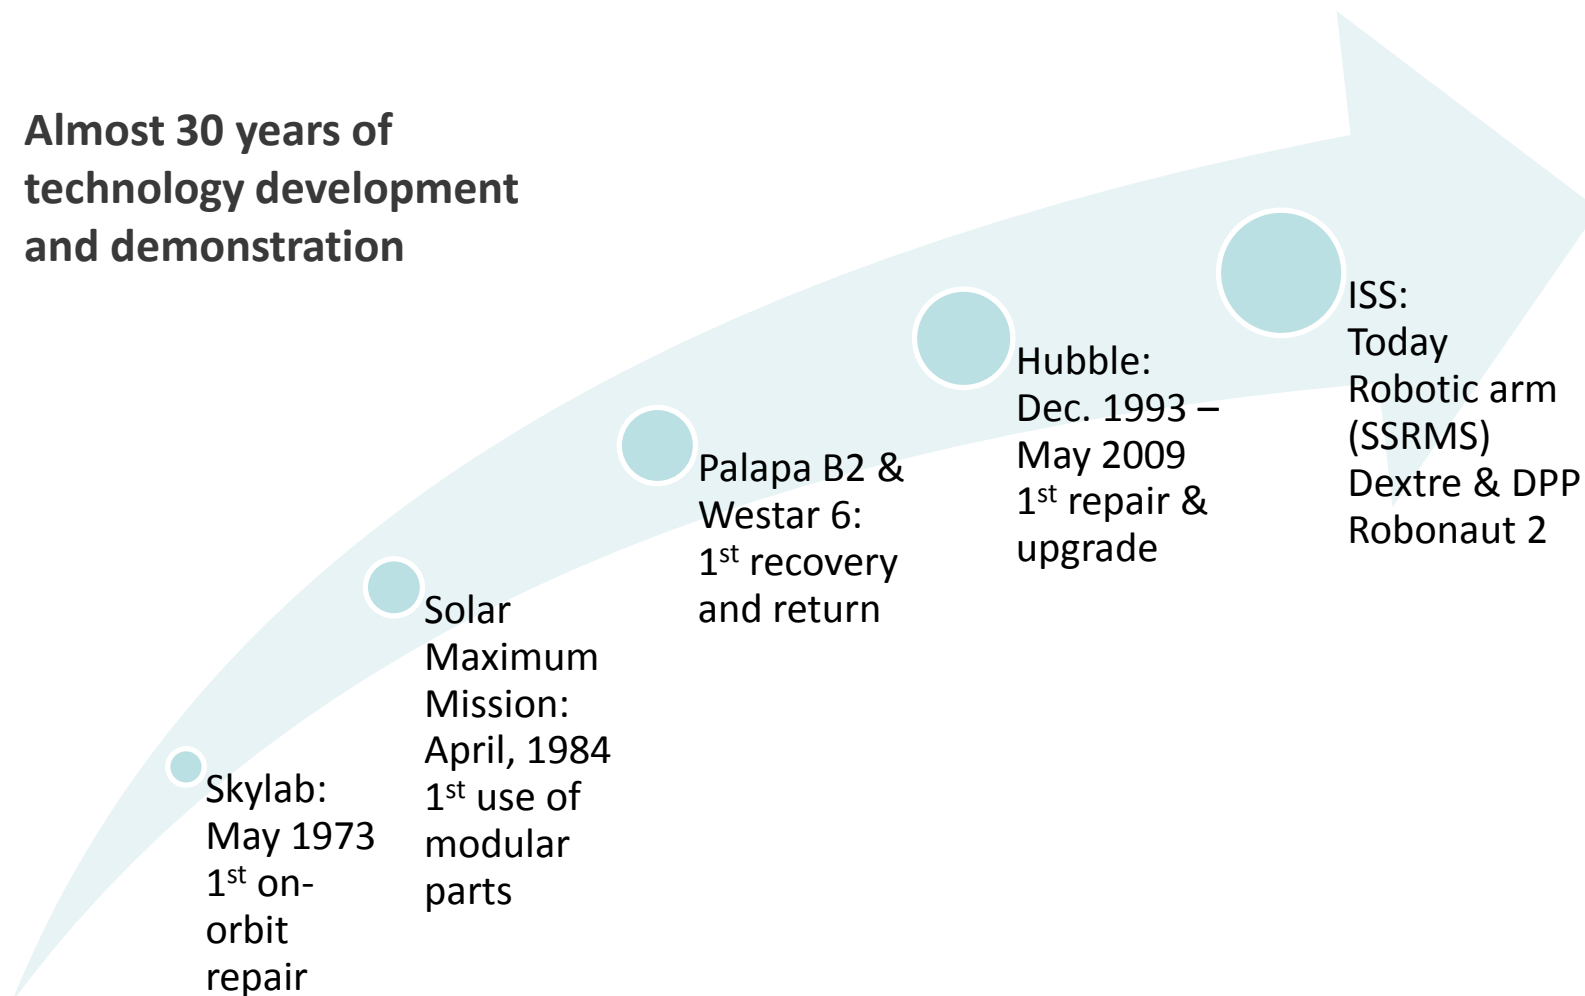 Almost 30 years of
technology development
and demonstration
Skylab:
May 1973
1st on-
orbit
repair
Solar
Maximum
Mission:
April, 1984
1st use of
modular
parts
Palapa B2 &
Westar 6:
1st recovery
and return
Hubble:
Dec. 1993 –
May 2009
1st repair &
upgrade
ISS:
Today
Robotic arm
(SSRMS)
Dextre & DPP
Robonaut 2